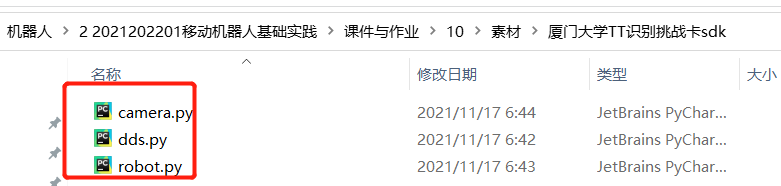 机器人 > 2 2021202201移动机器人基础实践 > 课件与作业 > 10 > 素材 > 厦门大学TT识别挑战卡sdk
名称 修改日期 类型 大小
PC camera.py 2021/11/17 6:44 JetBrains PyChar...
PC dds.py 2021/11/17 6:42 JetBrains PyChar...
PC robot.py 2021/11/17 6:43 JetBrains PyChar...